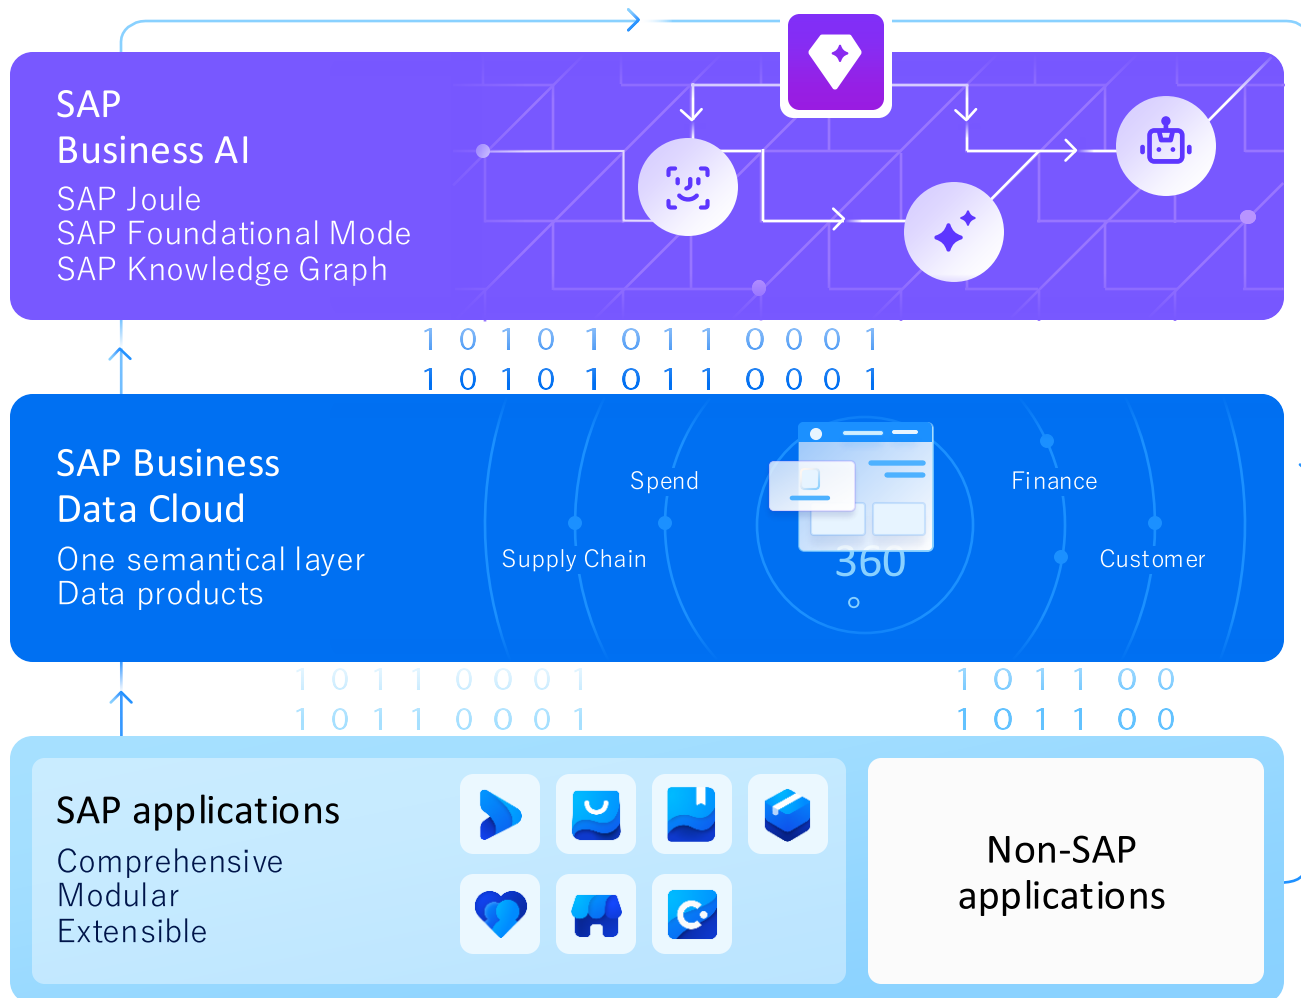 SAP
Business AI
SAP Joule
SAP Foundational Mode
SAP Knowledge Graph
1 0 1 0 1 0 1 1 0 0 0 1
1 0 1 0 1 0 1 1 0 0 0 1
SAP Business
Data Cloud
One semantical layer
Data products
Spend
Supply Chain
360
Finance
Customer
1 0 1 1 0 0 0 1
1 0 1 1 0 0 0 1
1 0 1 1 0 0
1 0 1 1 0 0
SAP applications
Comprehensive
Modular
Extensible
Non-SAP
applications